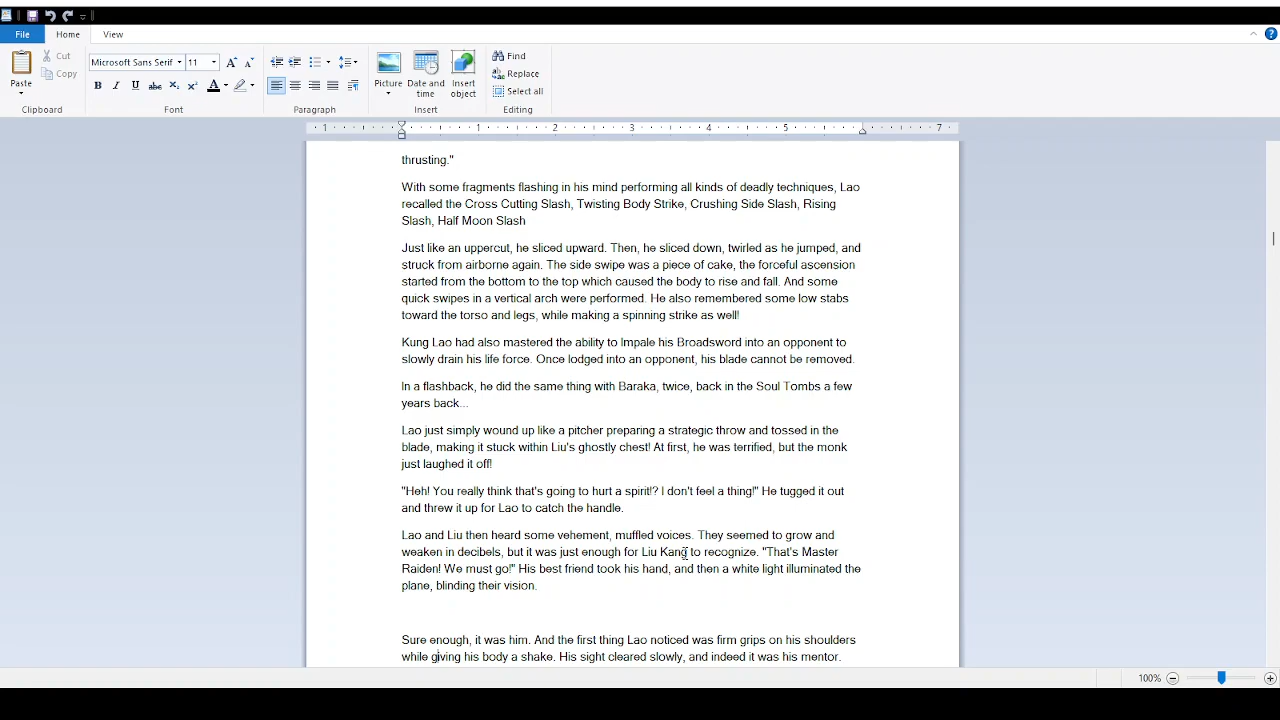 File Home View
Paste
Cut
Copy
Clipboard
Microsoft Sans Serif 11
B I U abc X₂ X² A
Font
Paragraph
Picture
Date and time
Insert object
Insert
Find
Replace
Select all
Editing
1 1 2 3 4 5 7
thrusting."
With some fragments flashing in his mind performing all kinds of deadly techniques, Lao
recalled the Cross Cutting Slash, Twisting Body Strike, Crushing Side Slash, Rising
Slash, Half Moon Slash
Just like an uppercut, he sliced upward. Then, he sliced down, twirled as he jumped, and
struck from airborne again. The side swipe was a piece of cake, the forceful ascension
started from the bottom to the top which caused the body to rise and fall. And some
quick swipes in a vertical arch were performed. He also remembered some low stabs
toward the torso and legs, while making a spinning strike as well!
Kung Lao had also mastered the ability to Impale his Broadsword into an opponent to
slowly drain his life force. Once lodged into an opponent, his blade cannot be removed.
In a flashback, he did the same thing with Baraka, twice, back in the Soul Tombs a few
years back...
Lao just simply wound up like a pitcher preparing a strategic throw and tossed in the
blade, making it stuck within Liu's ghostly chest! At first, he was terrified, but the monk
just laughed it off!
"Heh! You really think that's going to hurt a spirit!? I don't feel a thing!" He tugged it out
and threw it up for Lao to catch the handle.
Lao and Liu then heard some vehement, muffled voices. They seemed to grow and
weaken in decibels, but it was just enough for Liu Kang to recognize. "That's Master
Raiden! We must go!" His best friend took his hand, and then a white light illuminated the
plane, blinding their vision.
Sure enough, it was him. And the first thing Lao noticed was firm grips on his shoulders
while giving his body a shake. His sight cleared slowly, and indeed it was his mentor.
100%